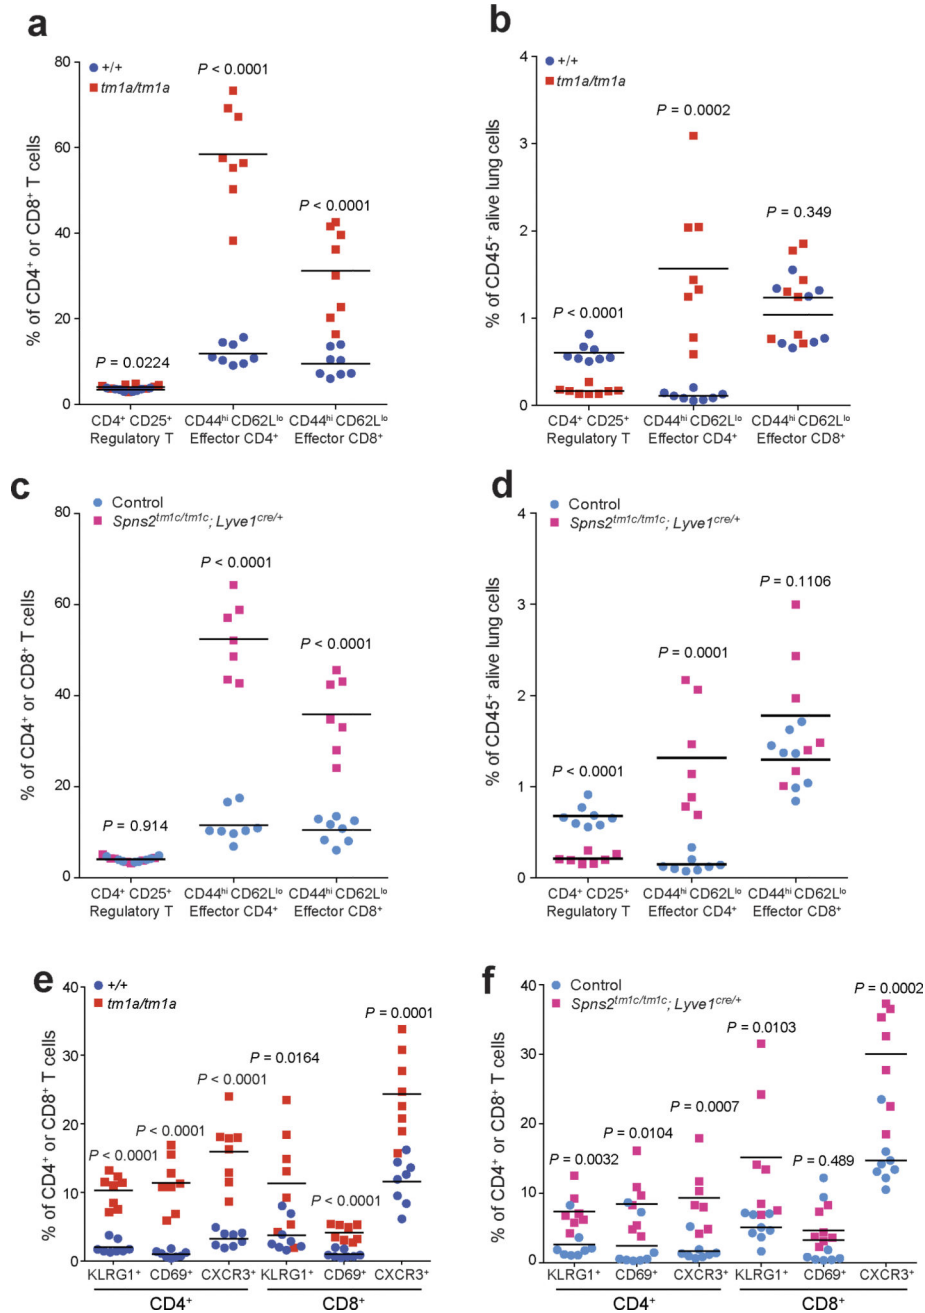 a
+/+
tm1a/tm1a
80
60
40
20
0
% of CD4⁺ or CD8⁺ T cells
P < 0.0001
P < 0.0001
P = 0.0224
CD4⁺ CD25⁺
Regulatory T
CD44ʰⁱ CD62Lˡᵒ
Effector CD4⁺
CD44ʰⁱ CD62Lˡᵒ
Effector CD8⁺
b
+/+
tm1a/tm1a
4
3
2
1
0
% of CD45⁺ alive lung cells
P = 0.0002
P = 0.349
P < 0.0001
CD4⁺ CD25⁺
Regulatory T
CD44ʰⁱ CD62Lˡᵒ
Effector CD4⁺
CD44ʰⁱ CD62Lˡᵒ
Effector CD8⁺
c
Control
Spns2ᵗᵐ¹ᶜ/ᵗᵐ¹ᶜ; Lyve1ᶜʳᵉ/⁺
80
60
40
20
0
% of CD4⁺ or CD8⁺ T cells
P < 0.0001
P < 0.0001
P = 0.914
CD4⁺ CD25⁺
Regulatory T
CD44ʰⁱ CD62Lˡᵒ
Effector CD4⁺
CD44ʰⁱ CD62Lˡᵒ
Effector CD8⁺
d
Control
Spns2ᵗᵐ¹ᶜ/ᵗᵐ¹ᶜ; Lyve1ᶜʳᵉ/⁺
4
3
2
1
0
% of CD45⁺ alive lung cells
P = 0.1106
P = 0.0001
P < 0.0001
CD4⁺ CD25⁺
Regulatory T
CD44ʰⁱ CD62Lˡᵒ
Effector CD4⁺
CD44ʰⁱ CD62Lˡᵒ
Effector CD8⁺
e
+/+
tm1a/tm1a
40
30
20
10
0
% of CD4⁺ or CD8⁺ T cells
P < 0.0001
P < 0.0001
P < 0.0001
P = 0.0164
P < 0.0001
P = 0.0001
KLRG1⁺ CD69⁺ CXCR3⁺ KLRG1⁺ CD69⁺ CXCR3⁺
CD4⁺ CD8⁺
f
Control
Spns2ᵗᵐ¹ᶜ/ᵗᵐ¹ᶜ; Lyve1ᶜʳᵉ/⁺
40
30
20
10
0
% of CD4⁺ or CD8⁺ T cells
P = 0.0032
P = 0.0104
P = 0.0007
P = 0.0103
P = 0.489
P = 0.0002
KLRG1⁺ CD69⁺ CXCR3⁺ KLRG1⁺ CD69⁺ CXCR3⁺
CD4⁺ CD8⁺